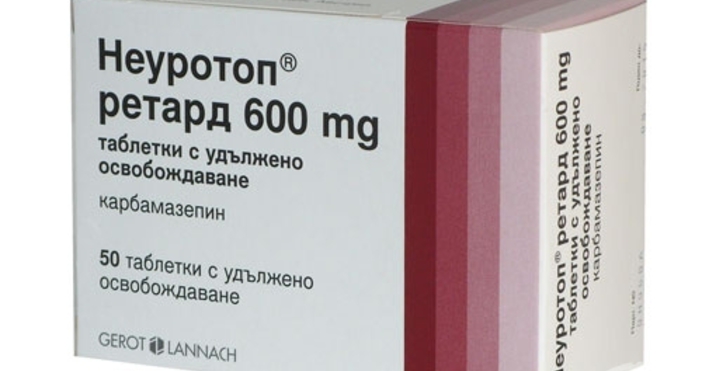 Неуротоп®
ретард 600 mg
таблетки с удължено
освобождаване
карбамазепин
50 таблетки с удължено
освобождаване
GEROT LANNACH
Неуротоп® ретард 600 mg
таблетки с удължено
освобождаване
карбамазепин